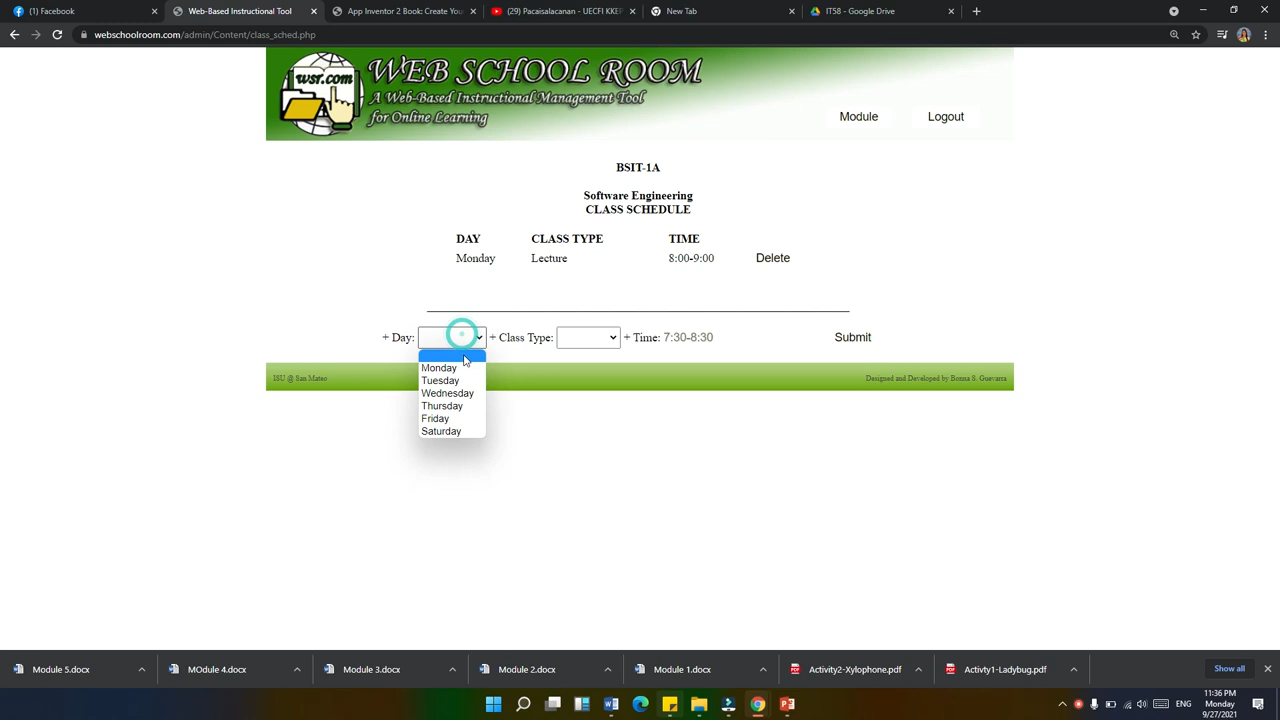 (1) Facebook
Web-Based Instructional Tool
App Inventor 2 Book: Create You
(29) Pacaisalacanan - UECFI KKEF
New Tab
IT58 - Google Drive
webschoolroom.com/admin/Content/class_sched.php
wsr.com
WEB SCHOOL ROOM
A Web-Based Instructional Management Tool
for Online Learning
Module
Logout
BSIT-1A
Software Engineering
CLASS SCHEDULE
DAY CLASS TYPE TIME
Monday Lecture 8:00-9:00 Delete
+ Day: + Class Type: + Time: 7:30-8:30 Submit
Monday
Tuesday
Wednesday
Thursday
Friday
Saturday
ISU @ San Mateo
Designed and Developed by Bonna S. Guevarra
Module 5.docx
MOdule 4.docx
Module 3.docx
Module 2.docx
Module 1.docx
Activity2-Xylophone.pdf
Activty1-Ladybug.pdf
Show all
ENG
11:36 PM
Monday
9/27/2021